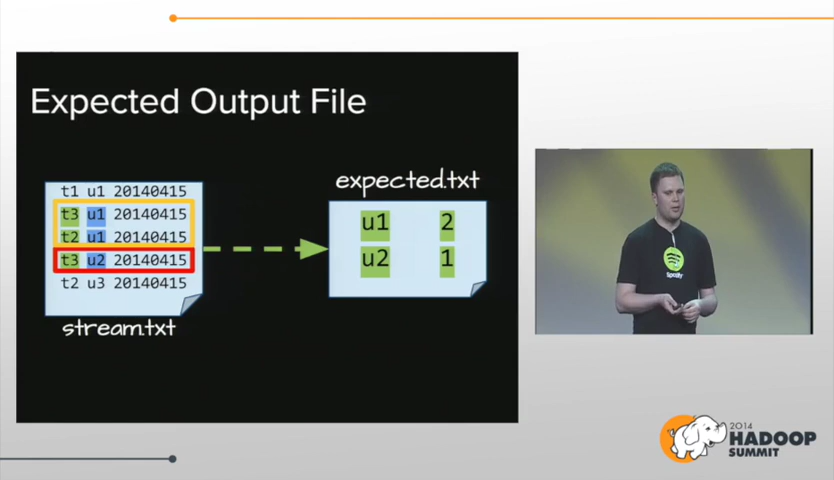 Expected Output File
t1 u1 20140415
t3 u1 20140415
t2 u1 20140415
t3 u2 20140415
t2 u3 20140415
stream.txt
expected.txt
u1 2
u2 1
Spotify
2014
HADOOP
SUMMIT